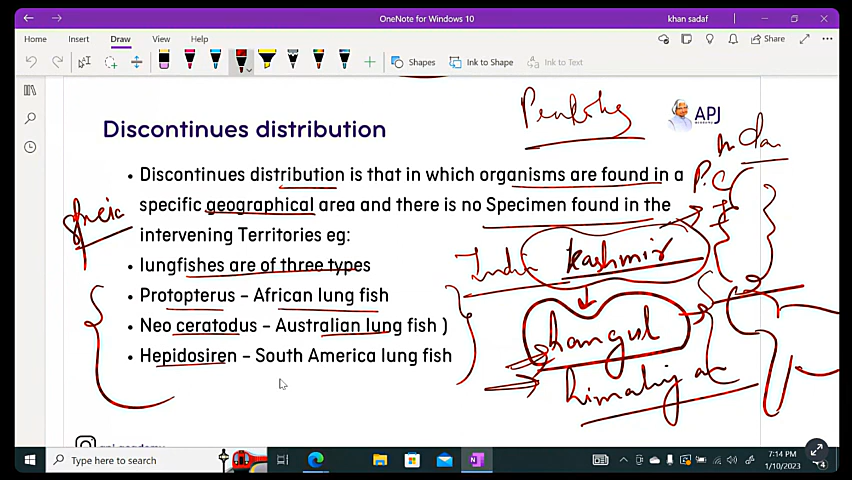 OneNote for Windows 10
khan sadaf
Home Insert Draw View Help
Share
Shapes
Ink to Shape
Ink to Text
APJ
academy
Discontinues distribution
• Discontinues distribution is that in which organisms are found in a
specific geographical area and there is no Specimen found in the
intervening Territories eg:
• lungfishes are of three types
• Protopterus - African lung fish
• Neo ceratodus - Australian lung fish )
• Hepidosiren - South America lung fish
P.C
India
kashmir
hangul
Type here to search
7:14 PM
1/10/2023
4